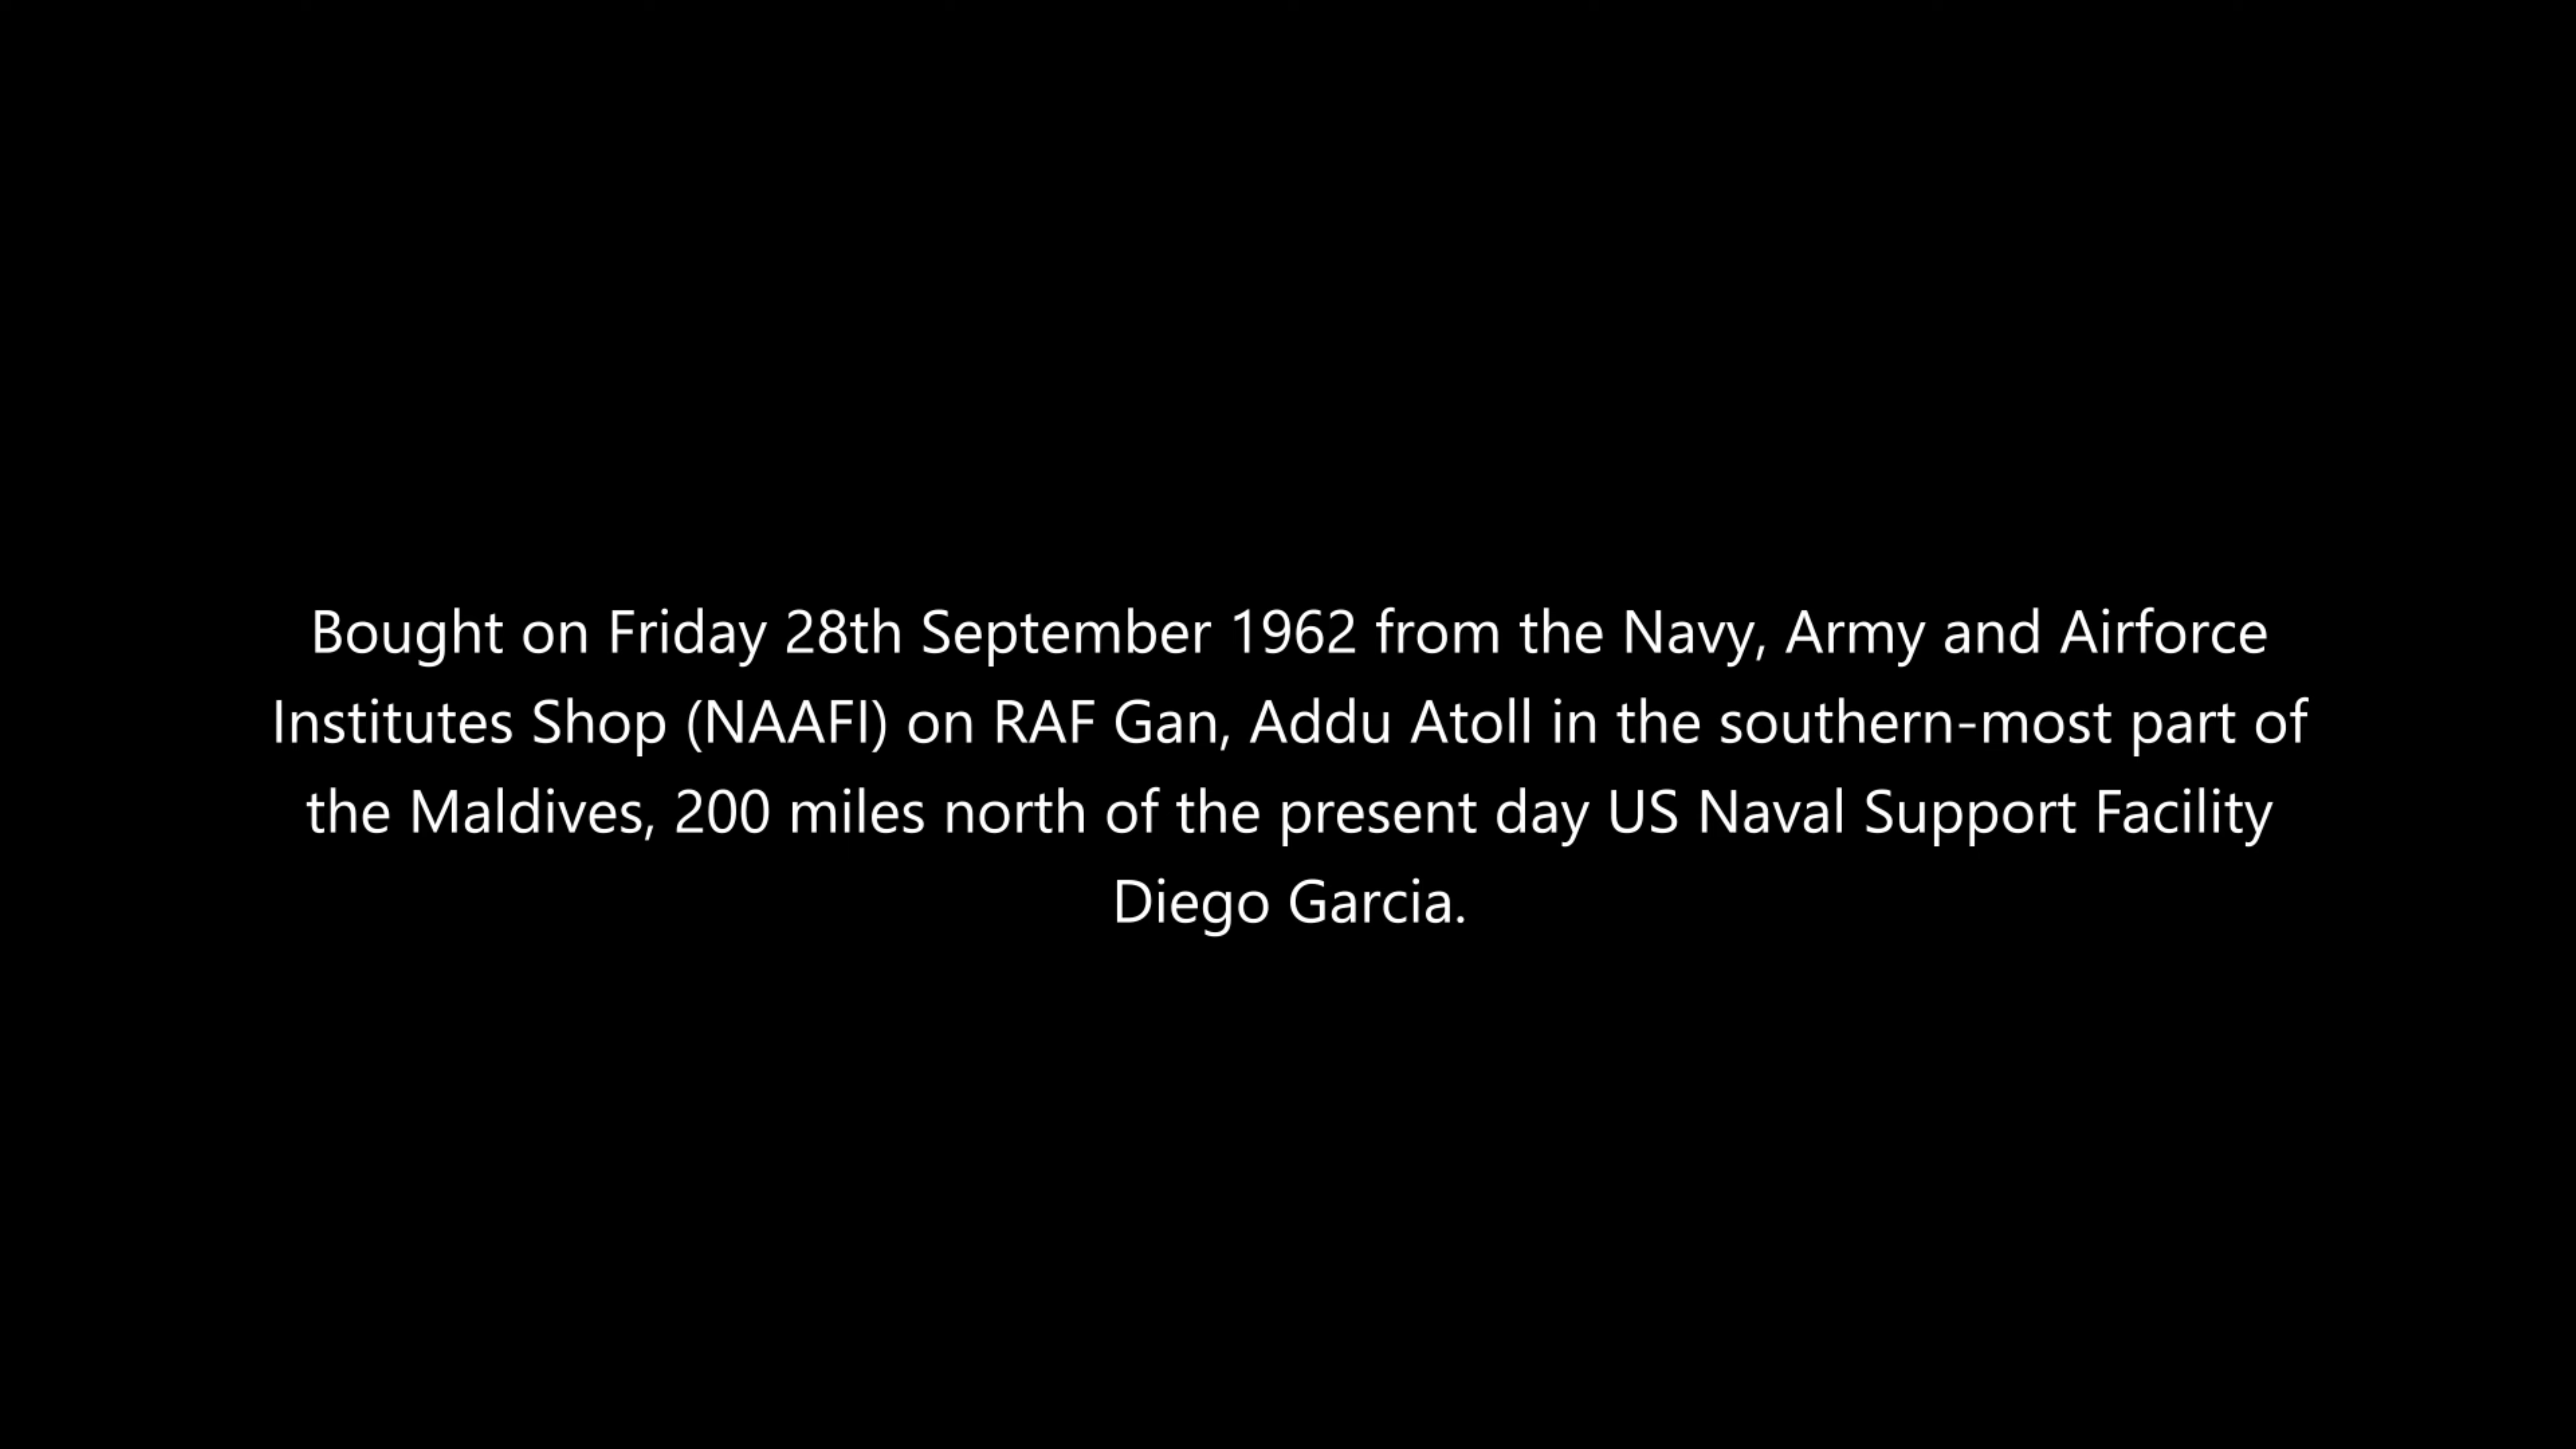 Bought on Friday 28th September 1962 from the Navy, Army and Airforce
Institutes Shop (NAAFI) on RAF Gan, Addu Atoll in the southern-most part of
the Maldives, 200 miles north of the present day US Naval Support Facility
Diego Garcia.